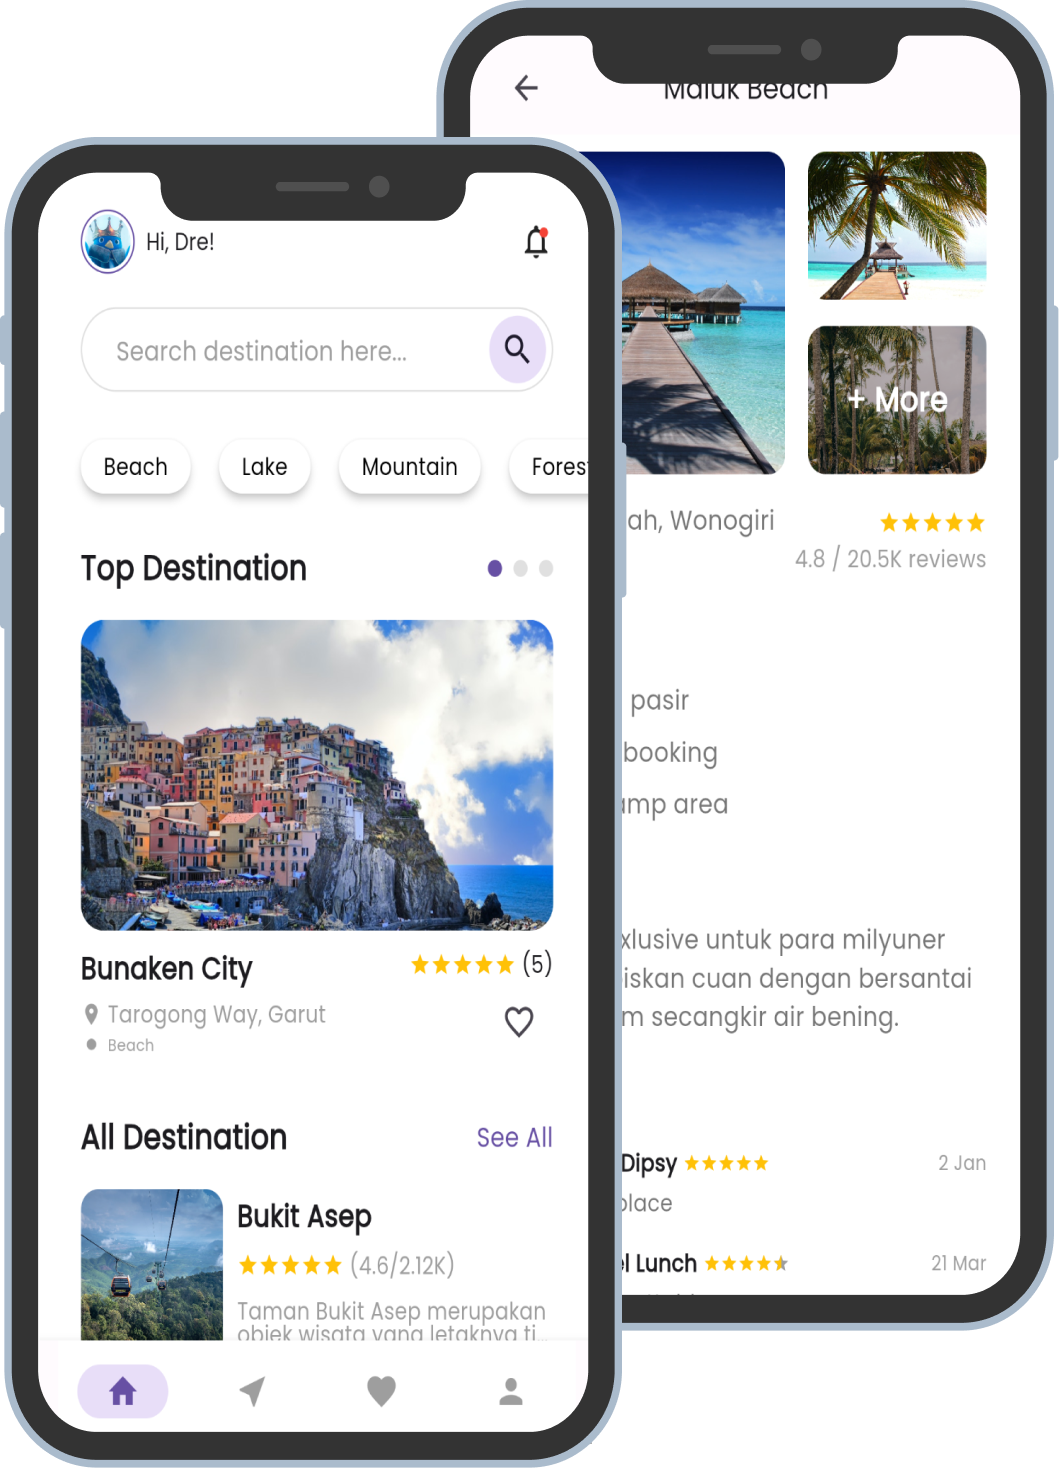 Hi, Dre!
Search destination here...
Beach
Lake
Mountain
Forest
Top Destination
Bunaken City
(5)
Tarogong Way, Garut
Beach
All Destination
See All
Bukit Asep
(4.6/2.12K)
Taman Bukit Asep merupakan
objek wisata yang letaknya ti...
Maluk Beach
+ More
ah, Wonogiri
4.8 / 20.5K reviews
pasir
booking
amp area
xlusive untuk para milyuner
iskan cuan dengan bersantai
m secangkir air bening.
Dipsy
2 Jan
place
el Lunch
21 Mar